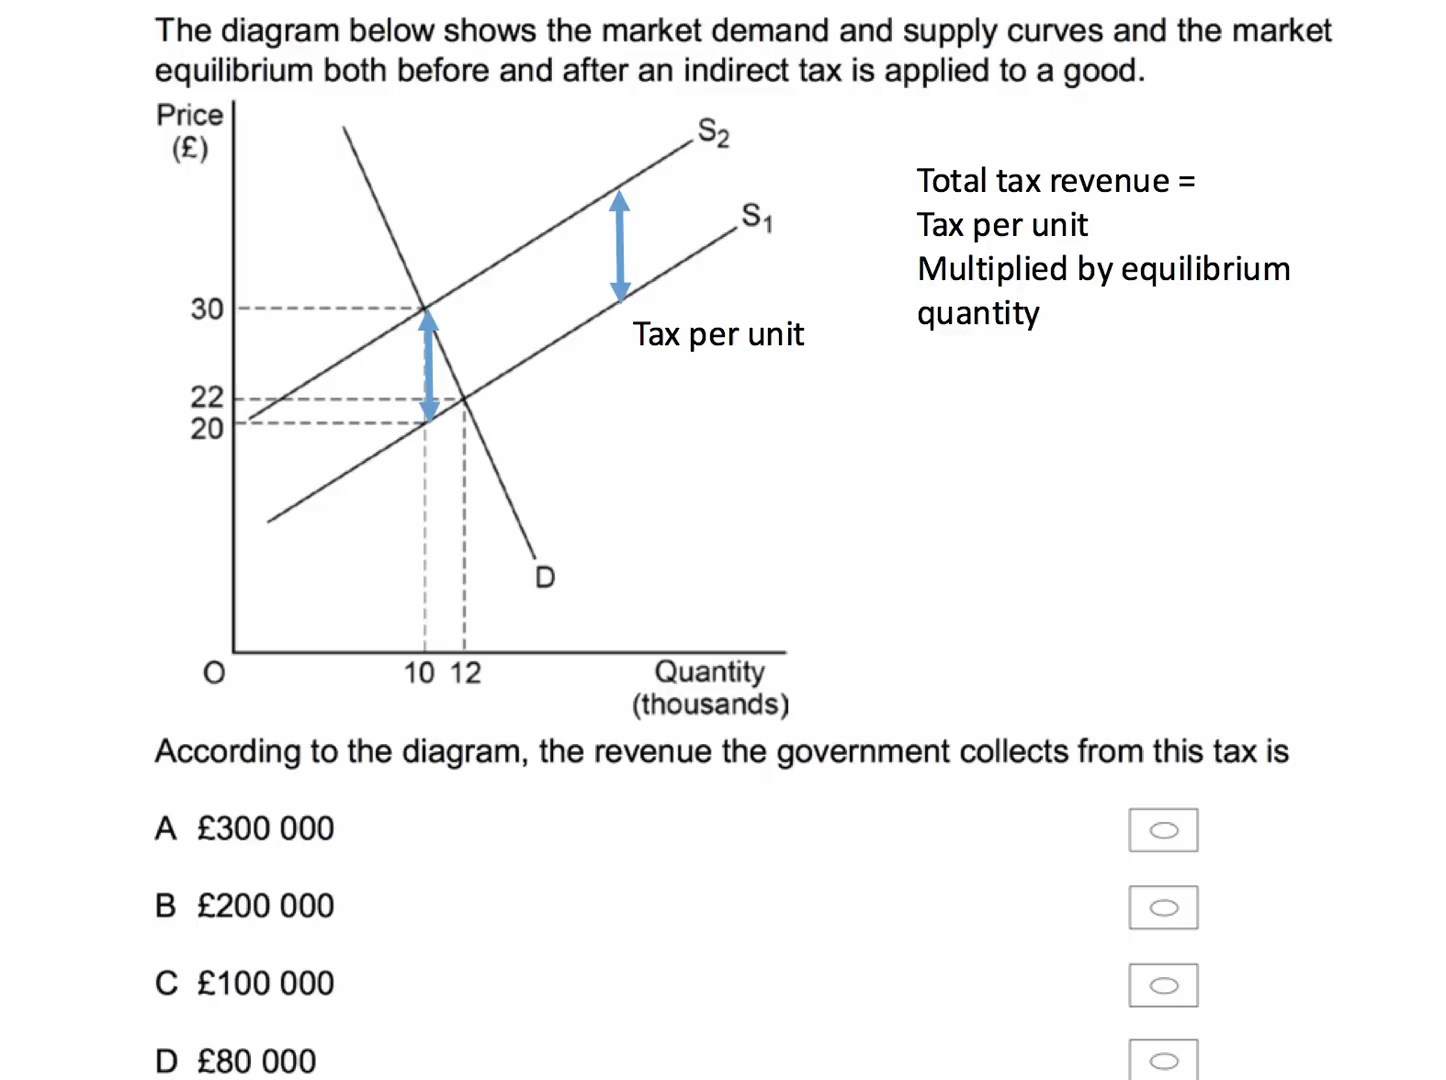 The diagram below shows the market demand and supply curves and the market
equilibrium both before and after an indirect tax is applied to a good.
Price
(£)
S2
S1
Total tax revenue =
Tax per unit
Multiplied by equilibrium
quantity
30
Tax per unit
22
20
D
O
10 12
Quantity
(thousands)
According to the diagram, the revenue the government collects from this tax is
A £300 000
B £200 000
C £100 000
D £80 000